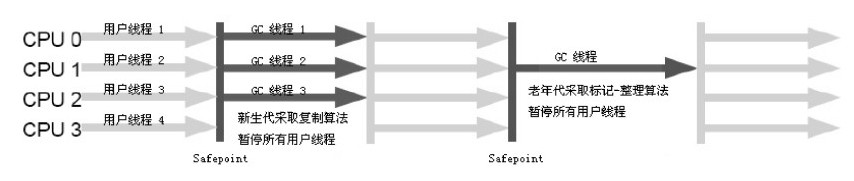 CPU 0
用户线程 1
GC 线程 1
CPU 1
用户线程 2
GC 线程 2
GC 线程
CPU 2
用户线程 3
GC 线程 3
CPU 3
用户线程 4
新生代采取复制算法
暂停所有用户线程
老年代采取标记-整理算法
暂停所有用户线程
Safepoint
Safepoint